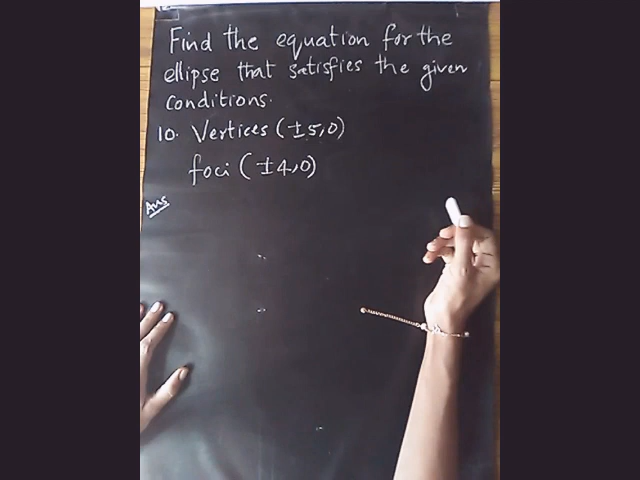 Find the equation for the
ellipse that satisfies the given
conditions.
10. Vertices (±5,0)
foci (±4,0)
Ans